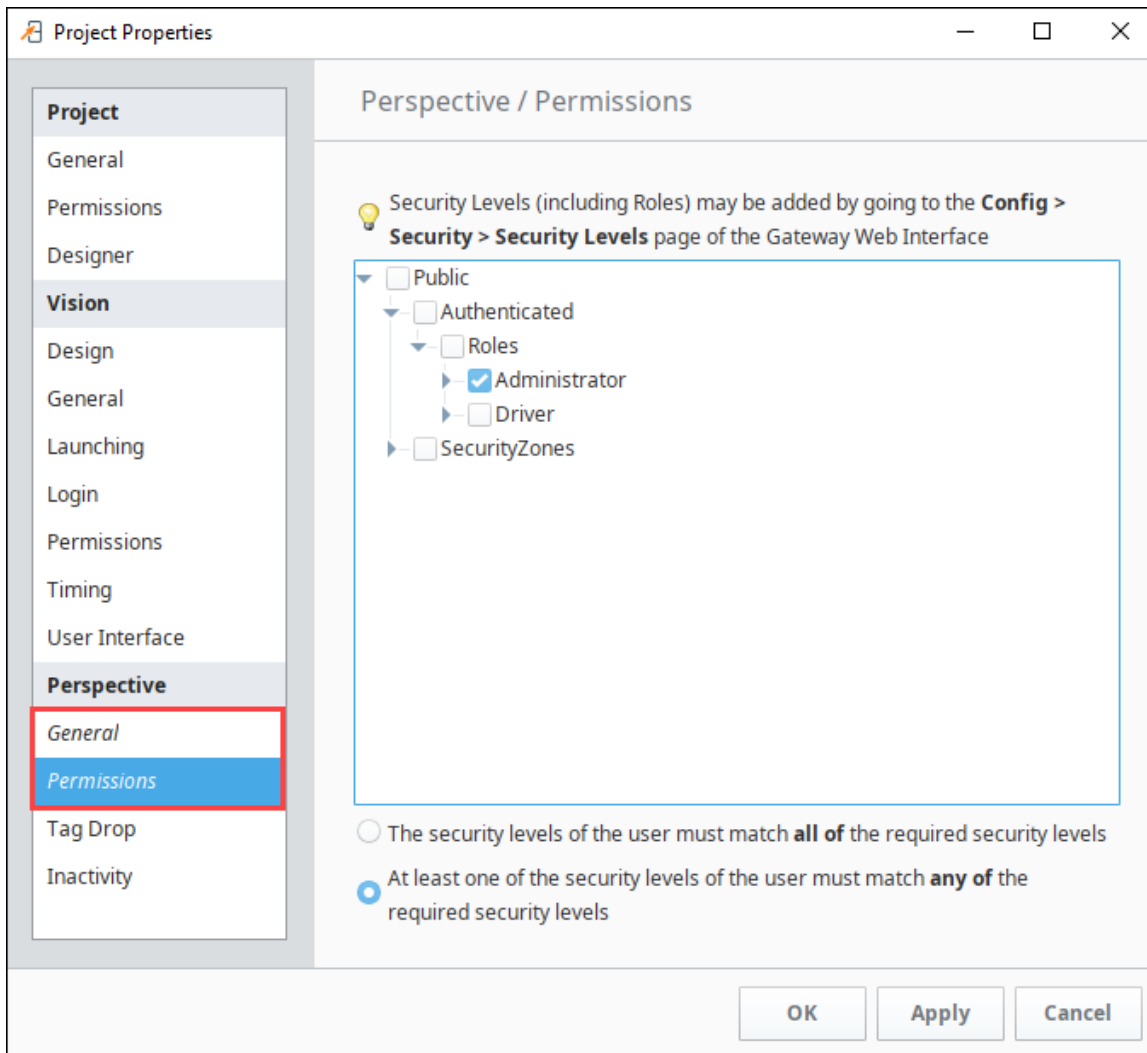 Project Properties
Project
General
Permissions
Designer
Vision
Design
General
Launching
Login
Permissions
Timing
User Interface
Perspective
General
Permissions
Tag Drop
Inactivity
Perspective / Permissions
Security Levels (including Roles) may be added by going to the Config >
Security > Security Levels page of the Gateway Web Interface
Public
Authenticated
Roles
Administrator
Driver
SecurityZones
The security levels of the user must match all of the required security levels
At least one of the security levels of the user must match any of the
required security levels
OK
Apply
Cancel